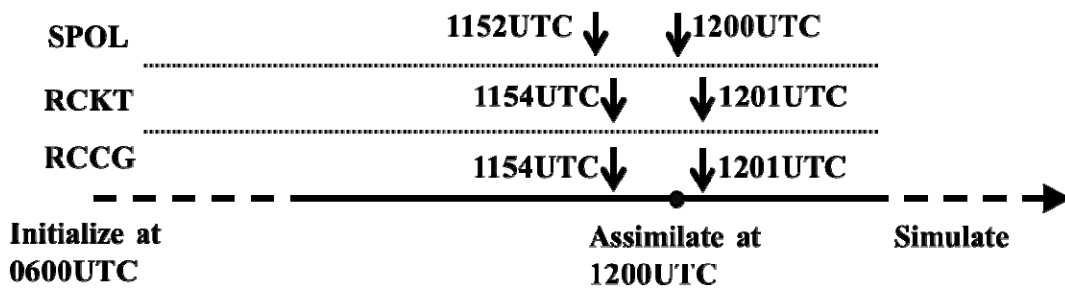 SPOL 1152UTC 1200UTC
RCKT 1154UTC 1201UTC
RCCG 1154UTC 1201UTC
Initialize at
0600UTC
Assimilate at
1200UTC
Simulate